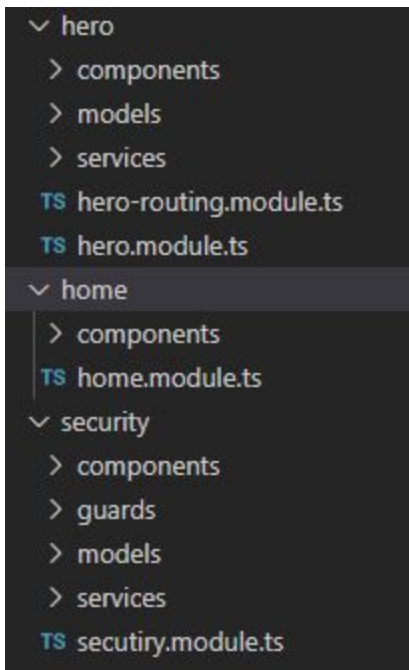 hero
components
models
services
TS hero-routing.module.ts
TS hero.module.ts
home
components
TS home.module.ts
security
components
guards
models
services
TS secutiry.module.ts